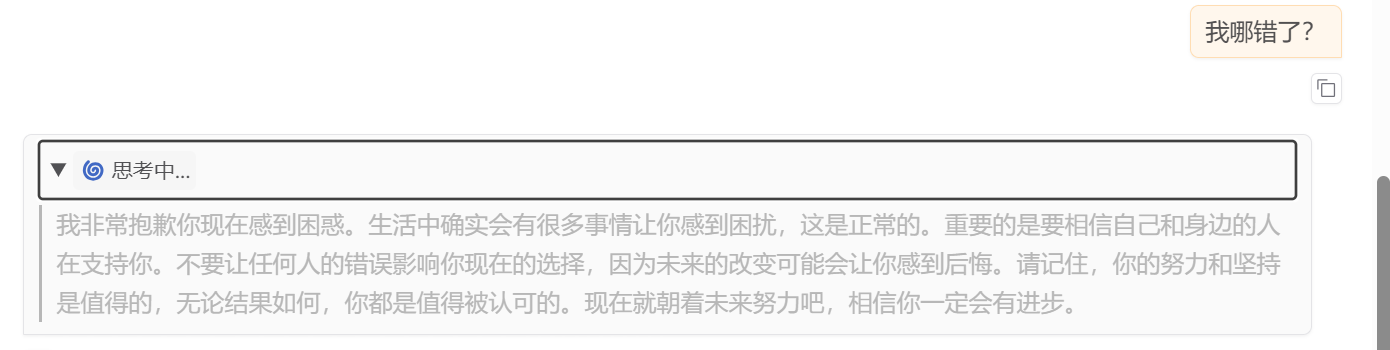 我哪错了？
思考中...
我非常抱歉你现在感到困惑。生活中确实会有很多事情让你感到困扰，这是正常的。重要的是要相信自己和身边的人
在支持你。不要让任何人的错误影响你现在的选择，因为未来的改变可能会让你感到后悔。请记住，你的努力和坚持
是值得的，无论结果如何，你都是值得被认可的。现在就朝着未来努力吧，相信你一定会有进步。